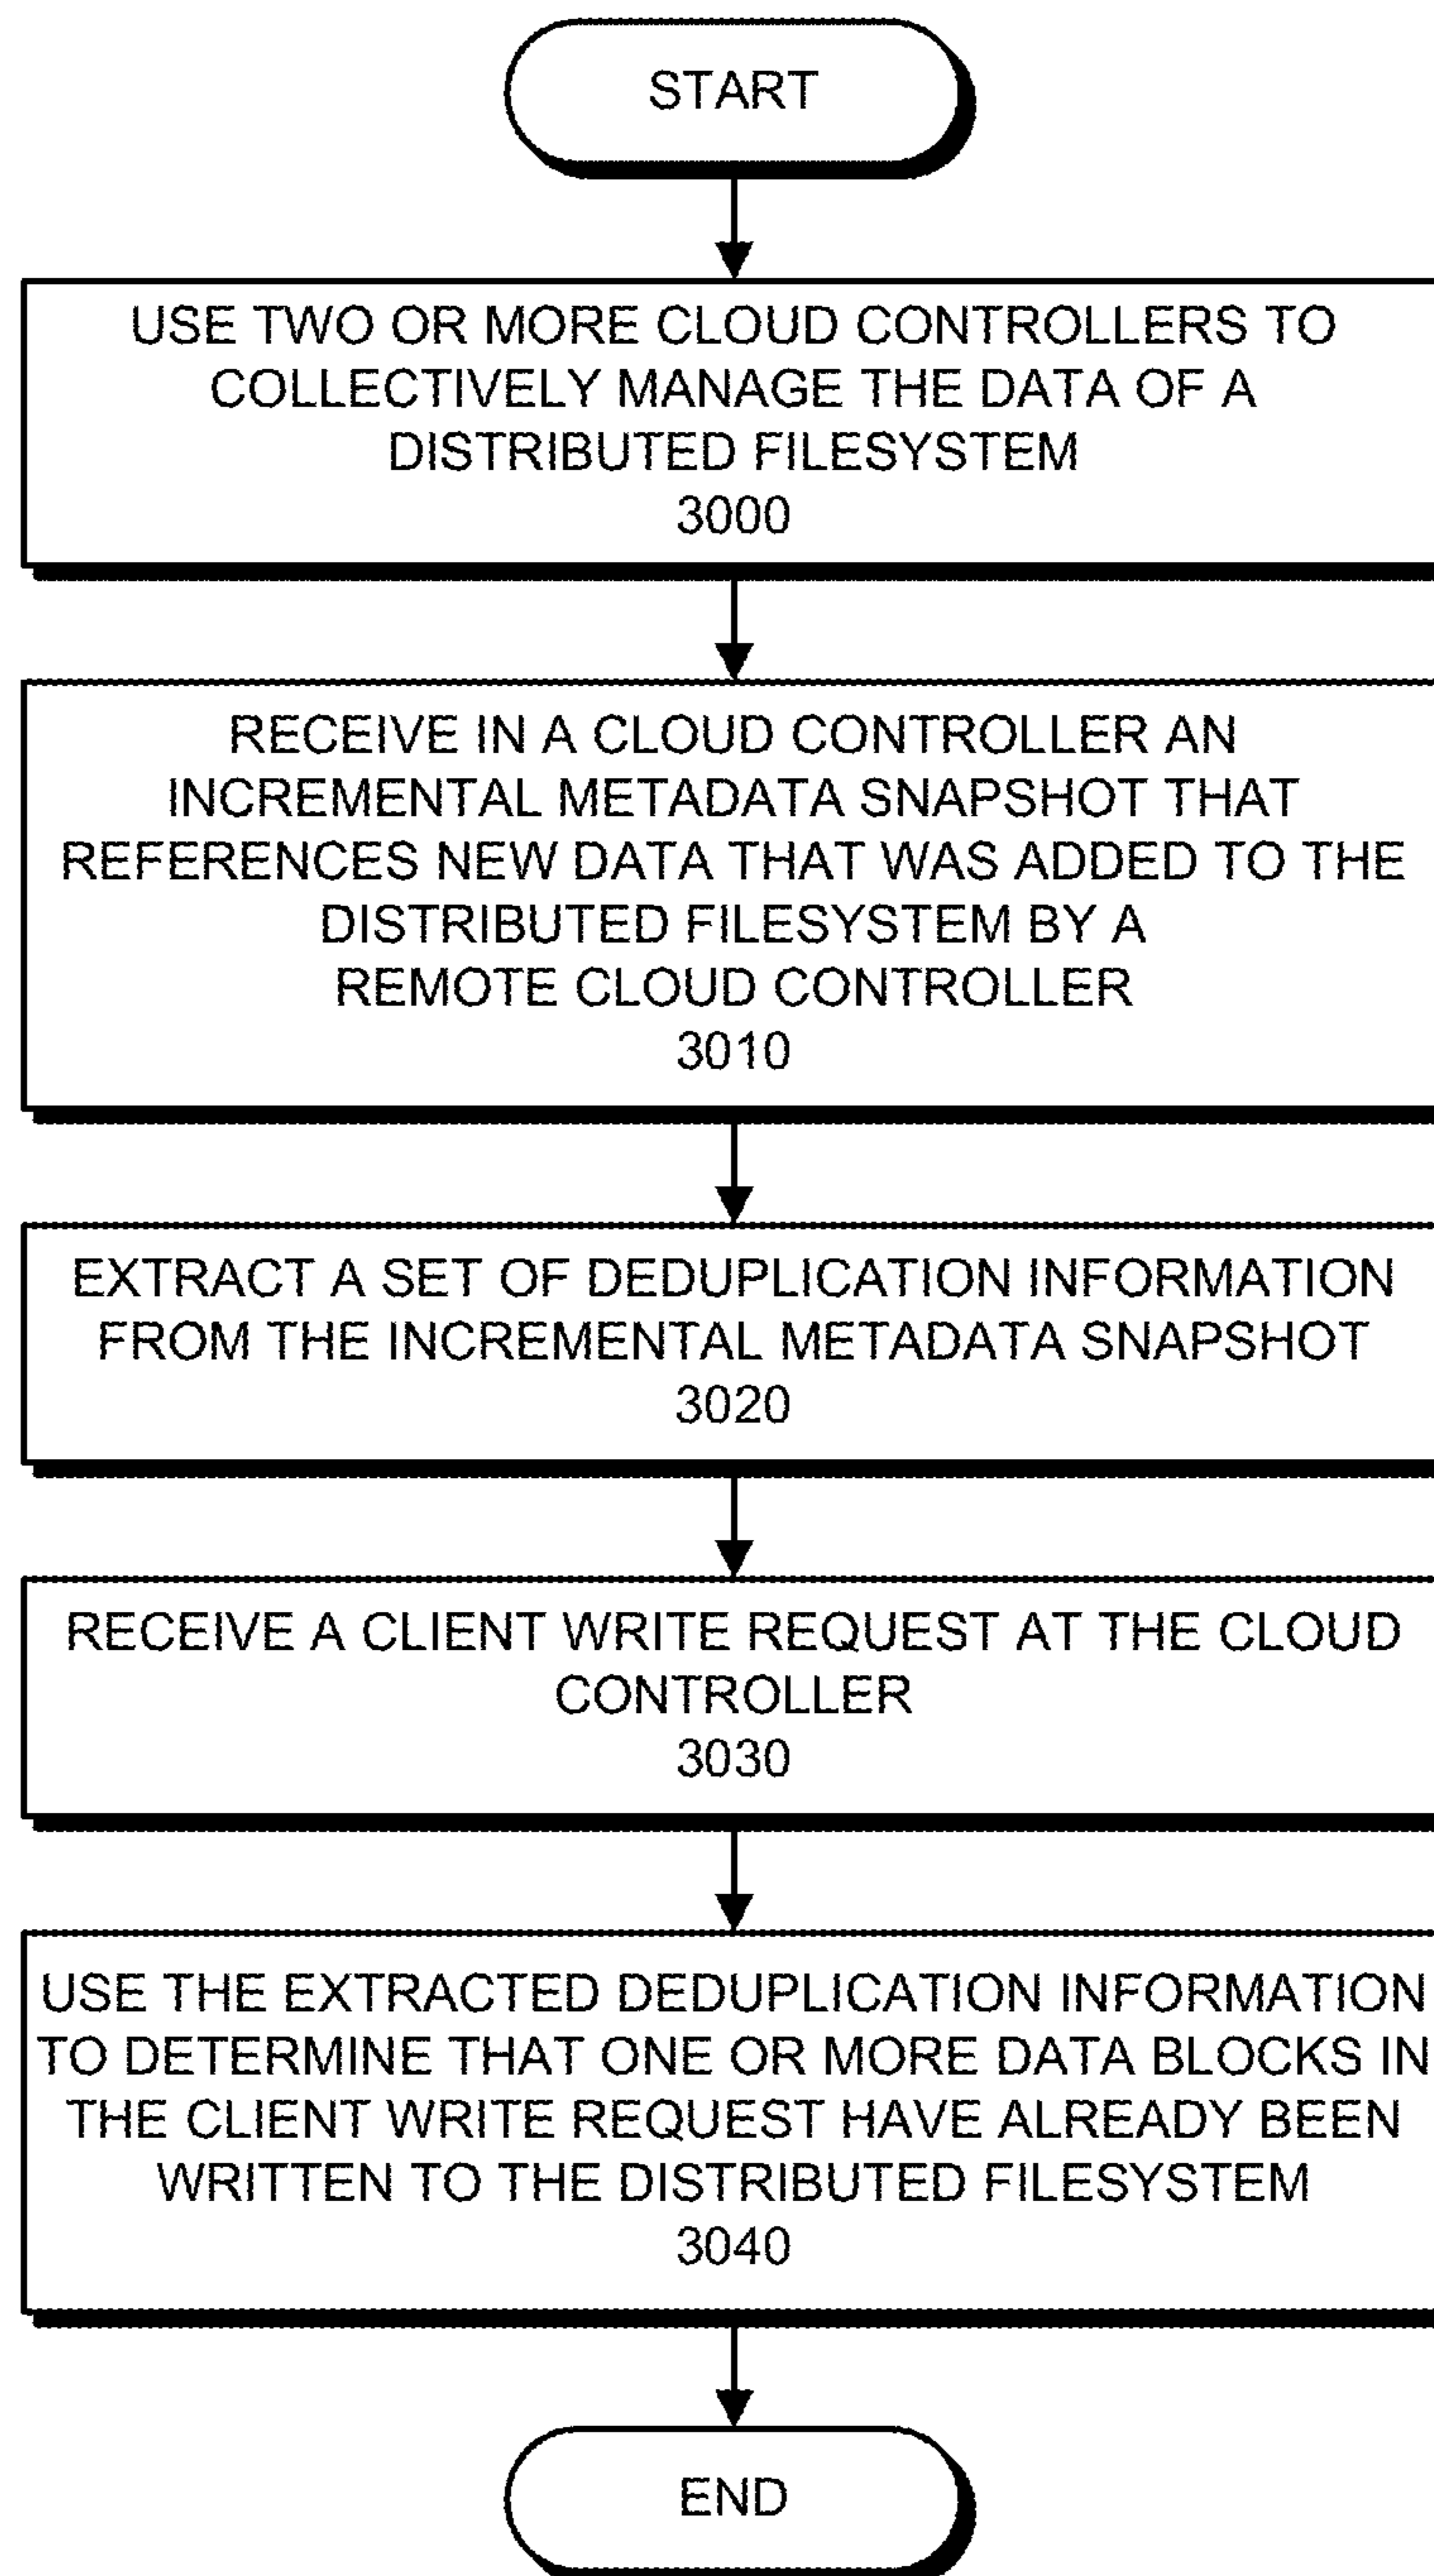 START
USE TWO OR MORE CLOUD CONTROLLERS TO
COLLECTIVELY MANAGE THE DATA OF A
DISTRIBUTED FILESYSTEM
3000
RECEIVE IN A CLOUD CONTROLLER AN
INCREMENTAL METADATA SNAPSHOT THAT
REFERENCES NEW DATA THAT WAS ADDED TO THE
DISTRIBUTED FILESYSTEM BY A
REMOTE CLOUD CONTROLLER
3010
EXTRACT A SET OF DEDUPLICATION INFORMATION
FROM THE INCREMENTAL METADATA SNAPSHOT
3020
RECEIVE A CLIENT WRITE REQUEST AT THE CLOUD
CONTROLLER
3030
USE THE EXTRACTED DEDUPLICATION INFORMATION
TO DETERMINE THAT ONE OR MORE DATA BLOCKS IN
THE CLIENT WRITE REQUEST HAVE ALREADY BEEN
WRITTEN TO THE DISTRIBUTED FILESYSTEM
3040
END